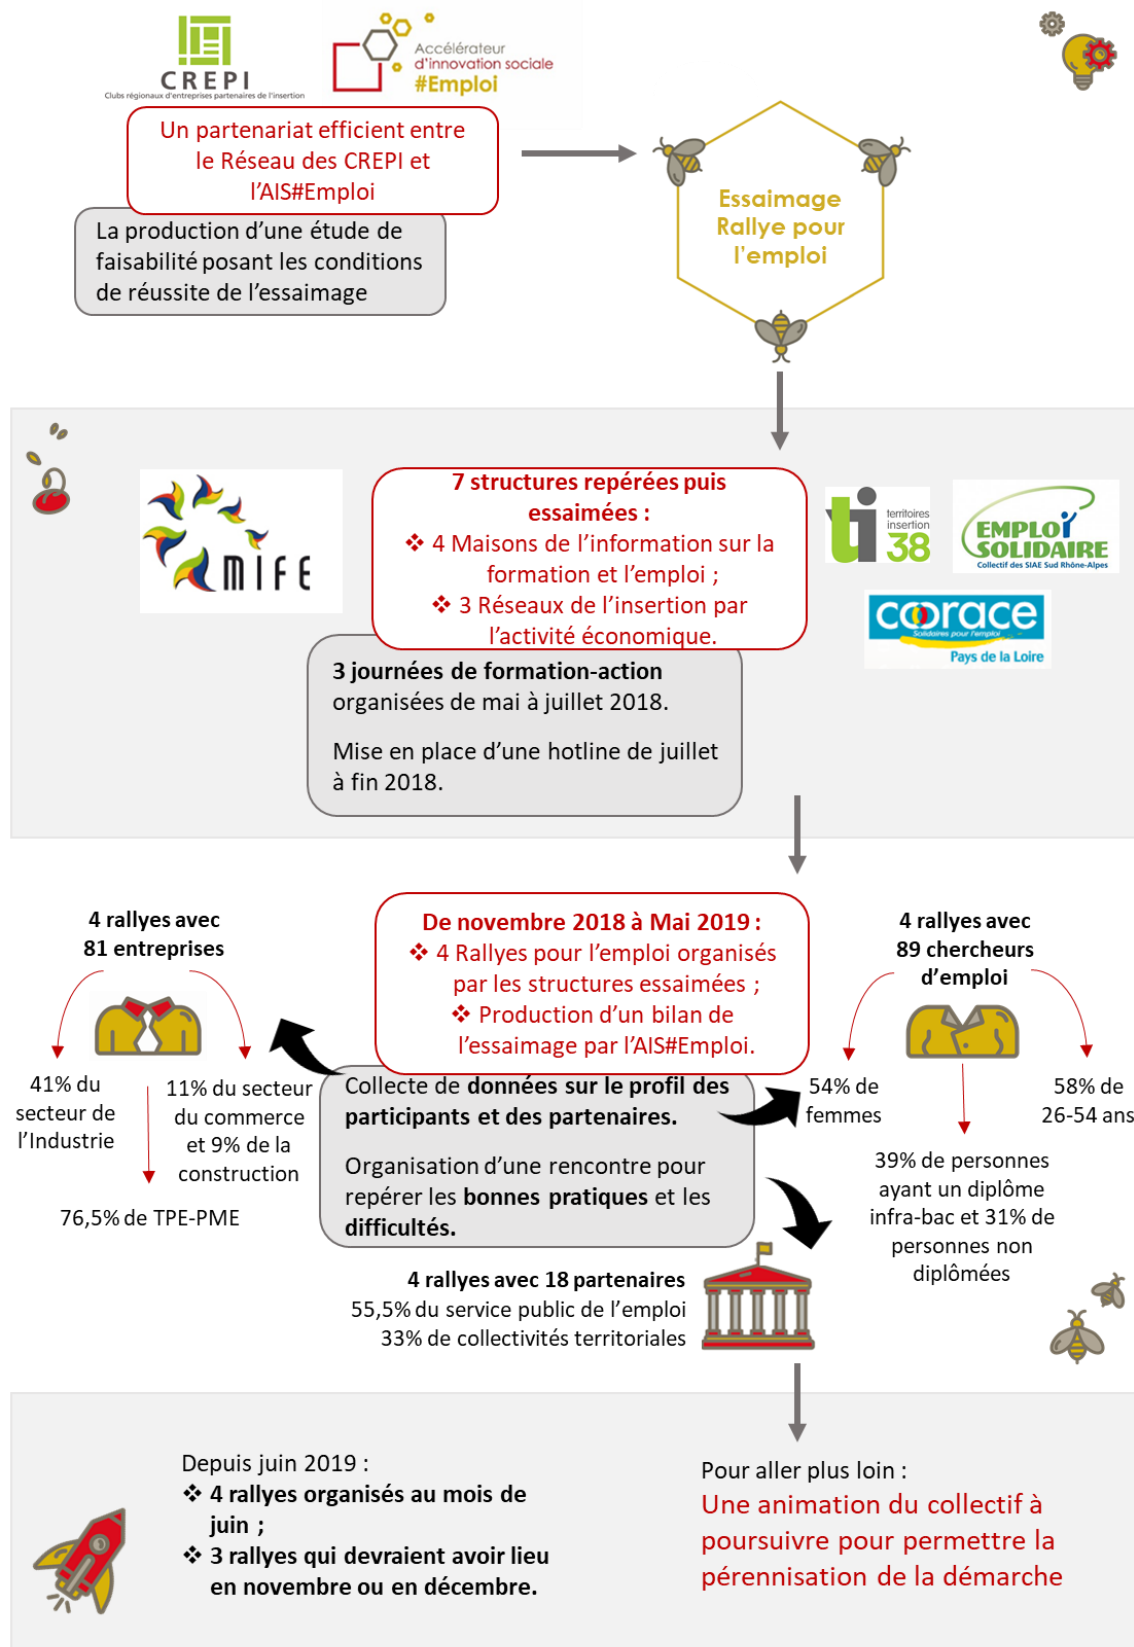 CREPI
Clubs régionaux d'entreprises partenaires de l'insertion
Accélérateur
d'innovation sociale
#Emploi
Un partenariat efficient entre
le Réseau des CREPI et
l'AIS#Emploi
La production d'une étude de
faisabilité posant les conditions
de réussite de l'essaimage
Essaimage
Rallye pour
l'emploi
MIFE
7 structures repérées puis
essaimées :
❖ 4 Maisons de l'information sur la
formation et l'emploi ;
❖ 3 Réseaux de l'insertion par
l'activité économique.
ti
territoires
insertion
38
EMPLOI
SOLIDAIRE
Collectif des SIAE Sud Rhône-Alpes
coorace
Solidaires pour l'emploi
Pays de la Loire
3 journées de formation-action
organisées de mai à juillet 2018.
Mise en place d'une hotline de juillet
à fin 2018.
4 rallyes avec
81 entreprises
41% du
secteur de
l'Industrie
11% du secteur
du commerce
et 9% de la
construction
76,5% de TPE-PME
De novembre 2018 à Mai 2019 :
❖ 4 Rallyes pour l'emploi organisés
par les structures essaimées ;
❖ Production d'un bilan de
l'essaimage par l'AIS#Emploi.
Collecte de données sur le profil des
participants et des partenaires.
Organisation d'une rencontre pour
repérer les bonnes pratiques et les
difficultés.
4 rallyes avec
89 chercheurs
d'emploi
54% de
femmes
58% de
26-54 ans
39% de personnes
ayant un diplôme
infra-bac et 31% de
personnes non
diplômées
4 rallyes avec 18 partenaires
55,5% du service public de l'emploi
33% de collectivités territoriales
Depuis juin 2019 :
❖ 4 rallyes organisés au mois de
juin ;
❖ 3 rallyes qui devraient avoir lieu
en novembre ou en décembre.
Pour aller plus loin :
Une animation du collectif à
poursuivre pour permettre la
pérennisation de la démarche